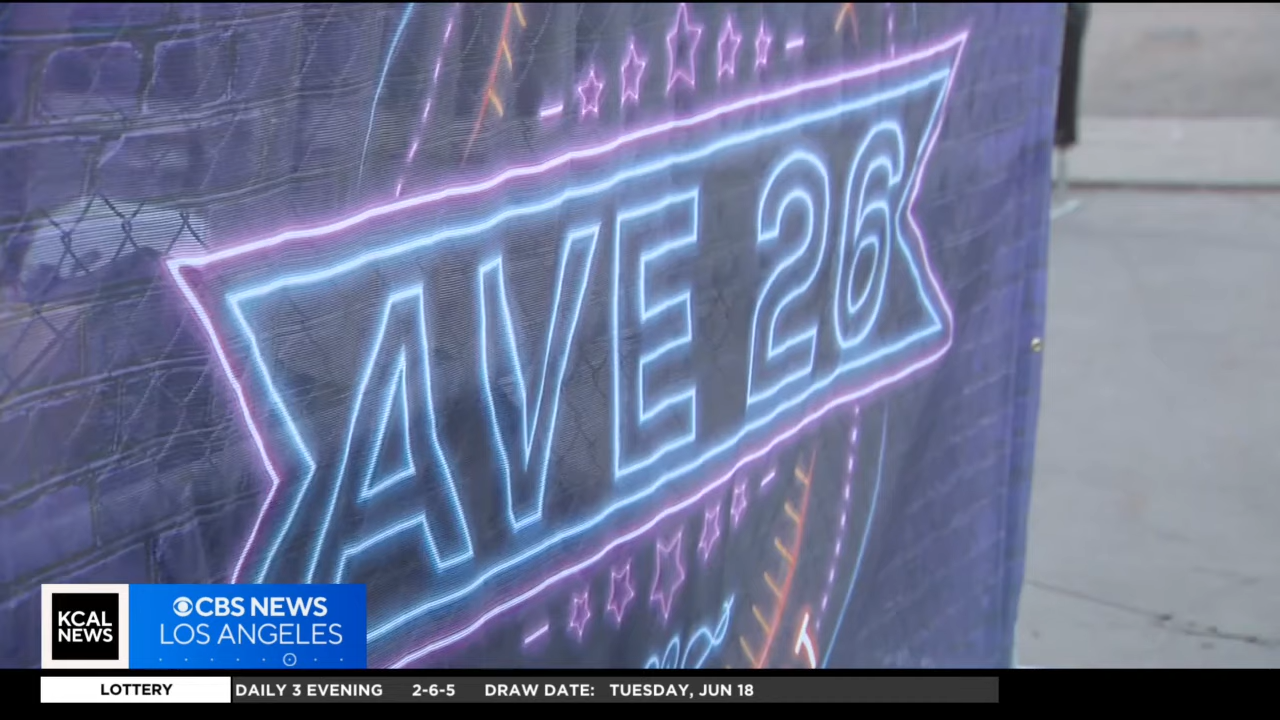 AVE 26
KCAL
NEWS
CBS NEWS
LOS ANGELES
LOTTERY
DAILY 3 EVENING 2-6-5 DRAW DATE: TUESDAY, JUN 18